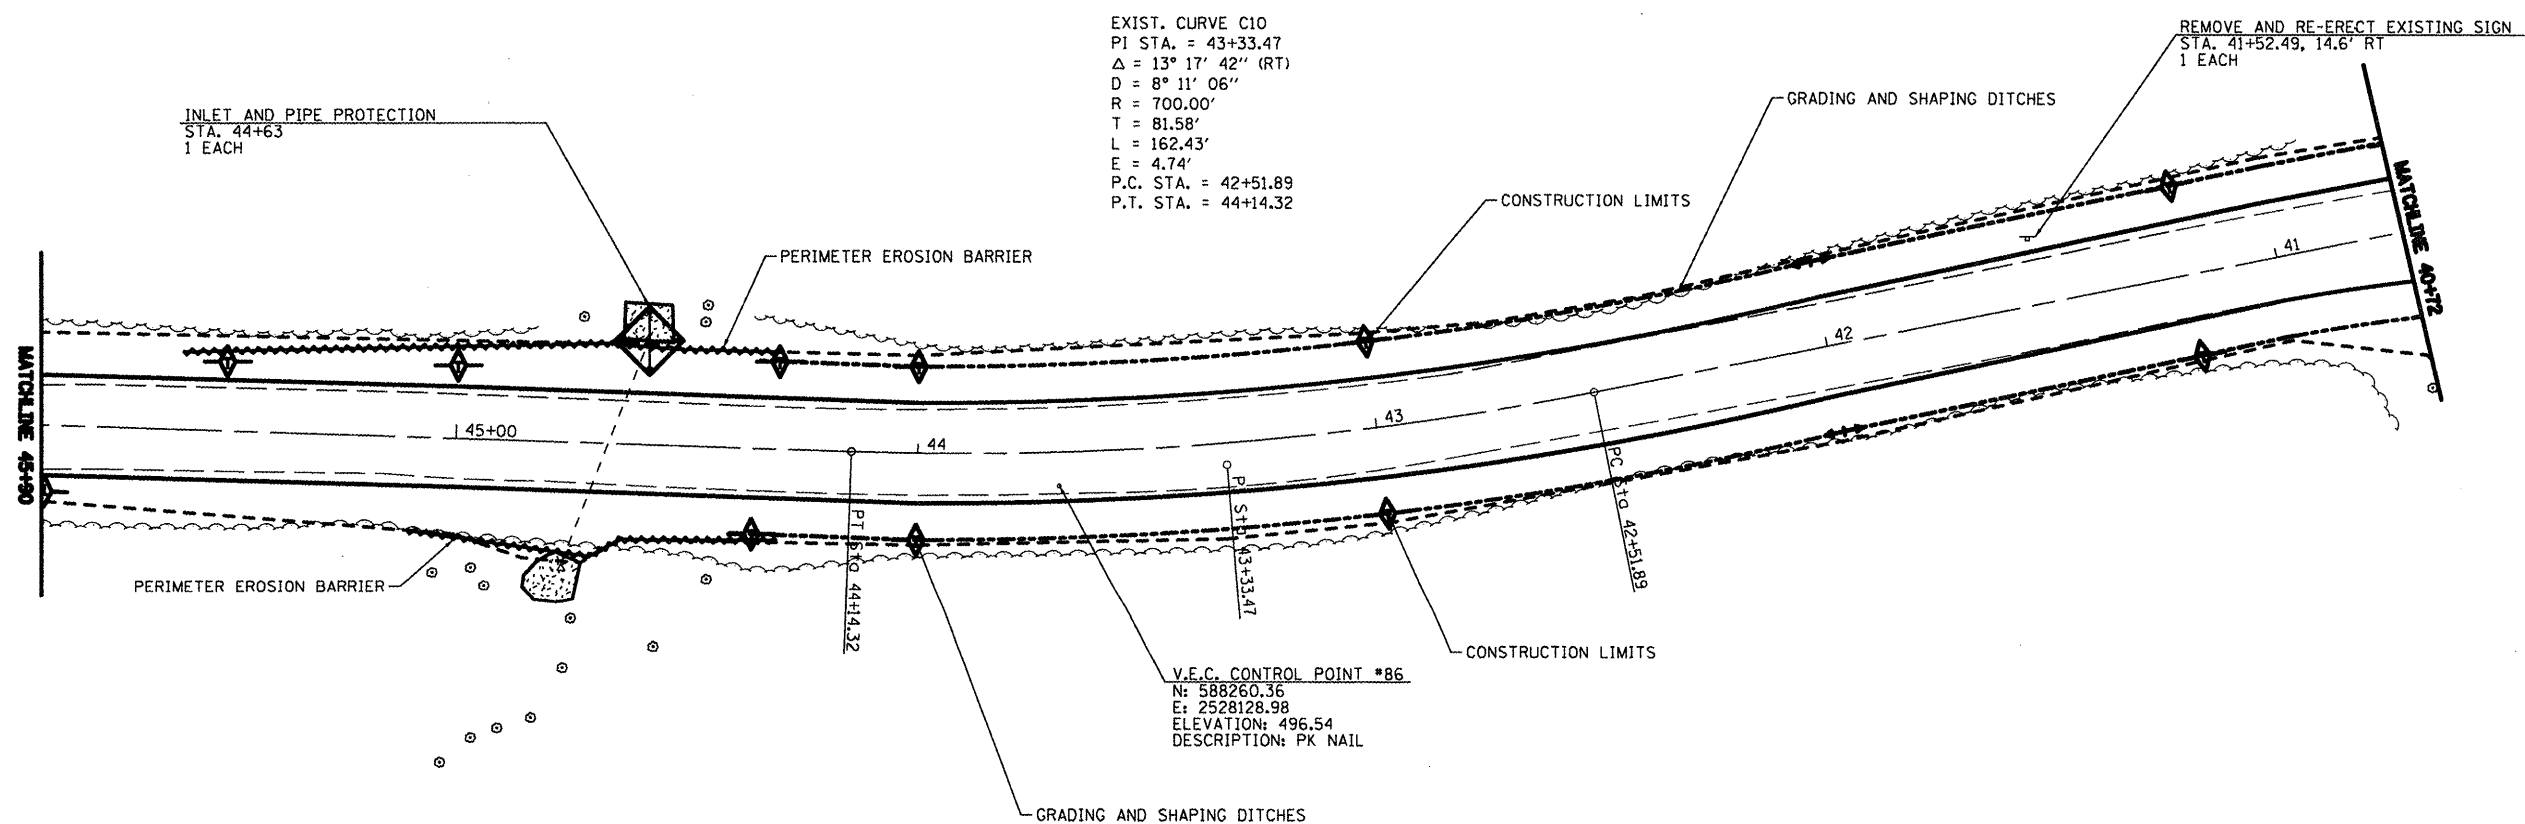 EXIST. CURVE C10
PI STA. = 43+33.47
Δ = 13° 17' 42" (RT)
D = 8° 11' 06"
R = 700.00'
T = 81.58'
L = 162.43'
E = 4.74'
P.C. STA. = 42+51.89
P.T. STA. = 44+14.32
REMOVE AND RE-ERECT EXISTING SIGN
STA. 41+52.49, 14.6' RT
1 EACH
GRADING AND SHAPING DITCHES
INLET AND PIPE PROTECTION
STA. 44+63
1 EACH
CONSTRUCTION LIMITS
PERIMETER EROSION BARRIER
MATCHLINE 40+72
41
42
43
44
45+00
MATCHLINE 45+90
PC Sta 42+51.89
PI Sta 43+33.47
PT Sta 44+14.32
PERIMETER EROSION BARRIER
CONSTRUCTION LIMITS
V.E.C. CONTROL POINT #86
N: 588260.36
E: 2528128.98
ELEVATION: 496.54
DESCRIPTION: PK NAIL
GRADING AND SHAPING DITCHES